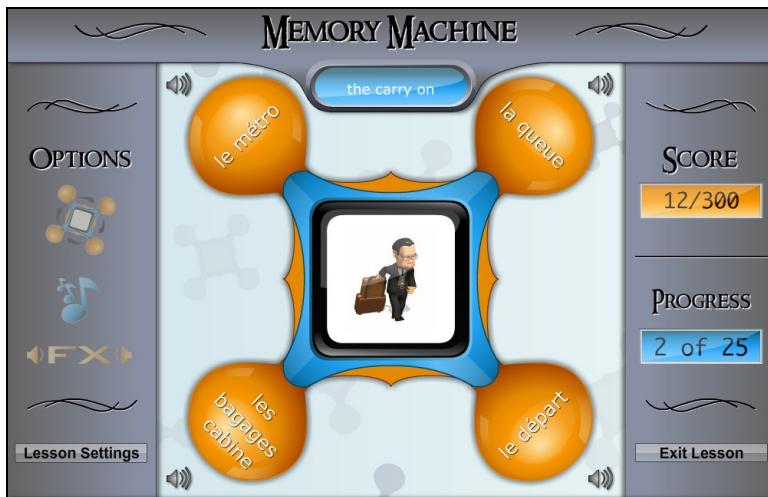 MEMORY MACHINE
the carry on
le métro
la queue
OPTIONS
SCORE
12/300
PROGRESS
2 of 25
FX
les
bagages
cabine
le départ
Lesson Settings
Exit Lesson